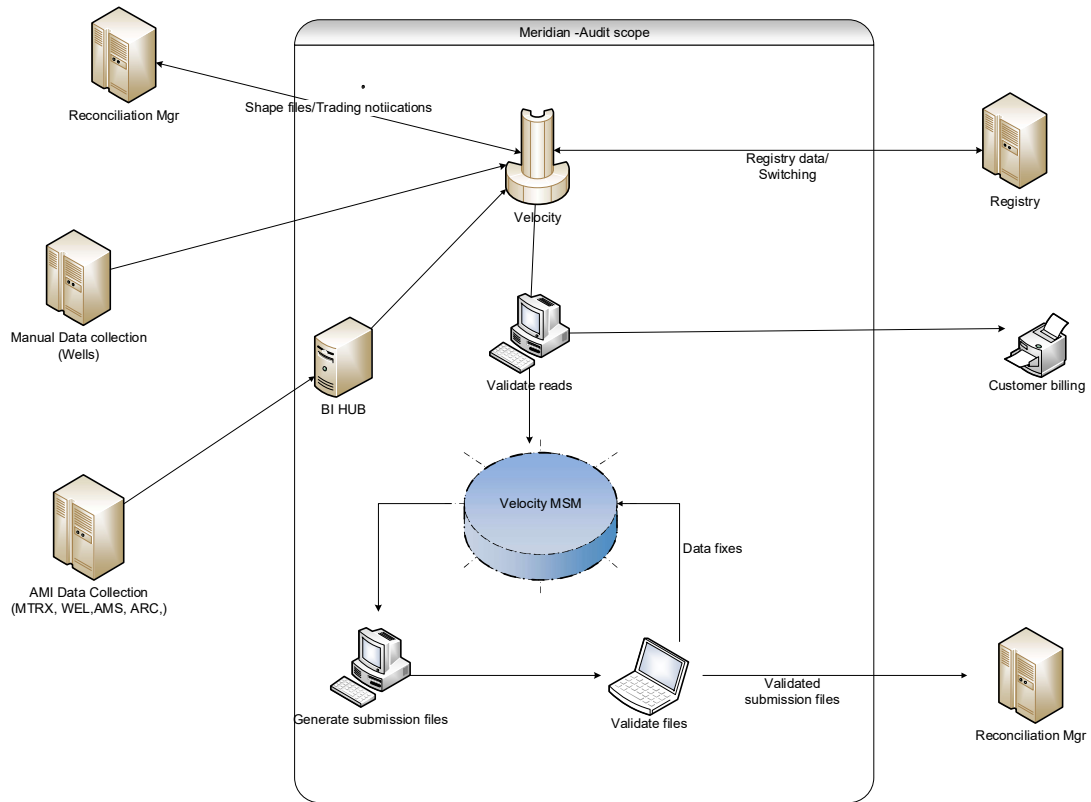 Meridian -Audit scope
Reconciliation Mgr
Shape files/Trading notiications
Registry data/
Switching
Registry
Velocity
Manual Data collection
(Wells)
BI HUB
Validate reads
Customer billing
Velocity MSM
Data fixes
AMI Data Collection
(MTRX, WEL,AMS, ARC,)
Generate submission files
Validate files
Validated
submission files
Reconciliation Mgr